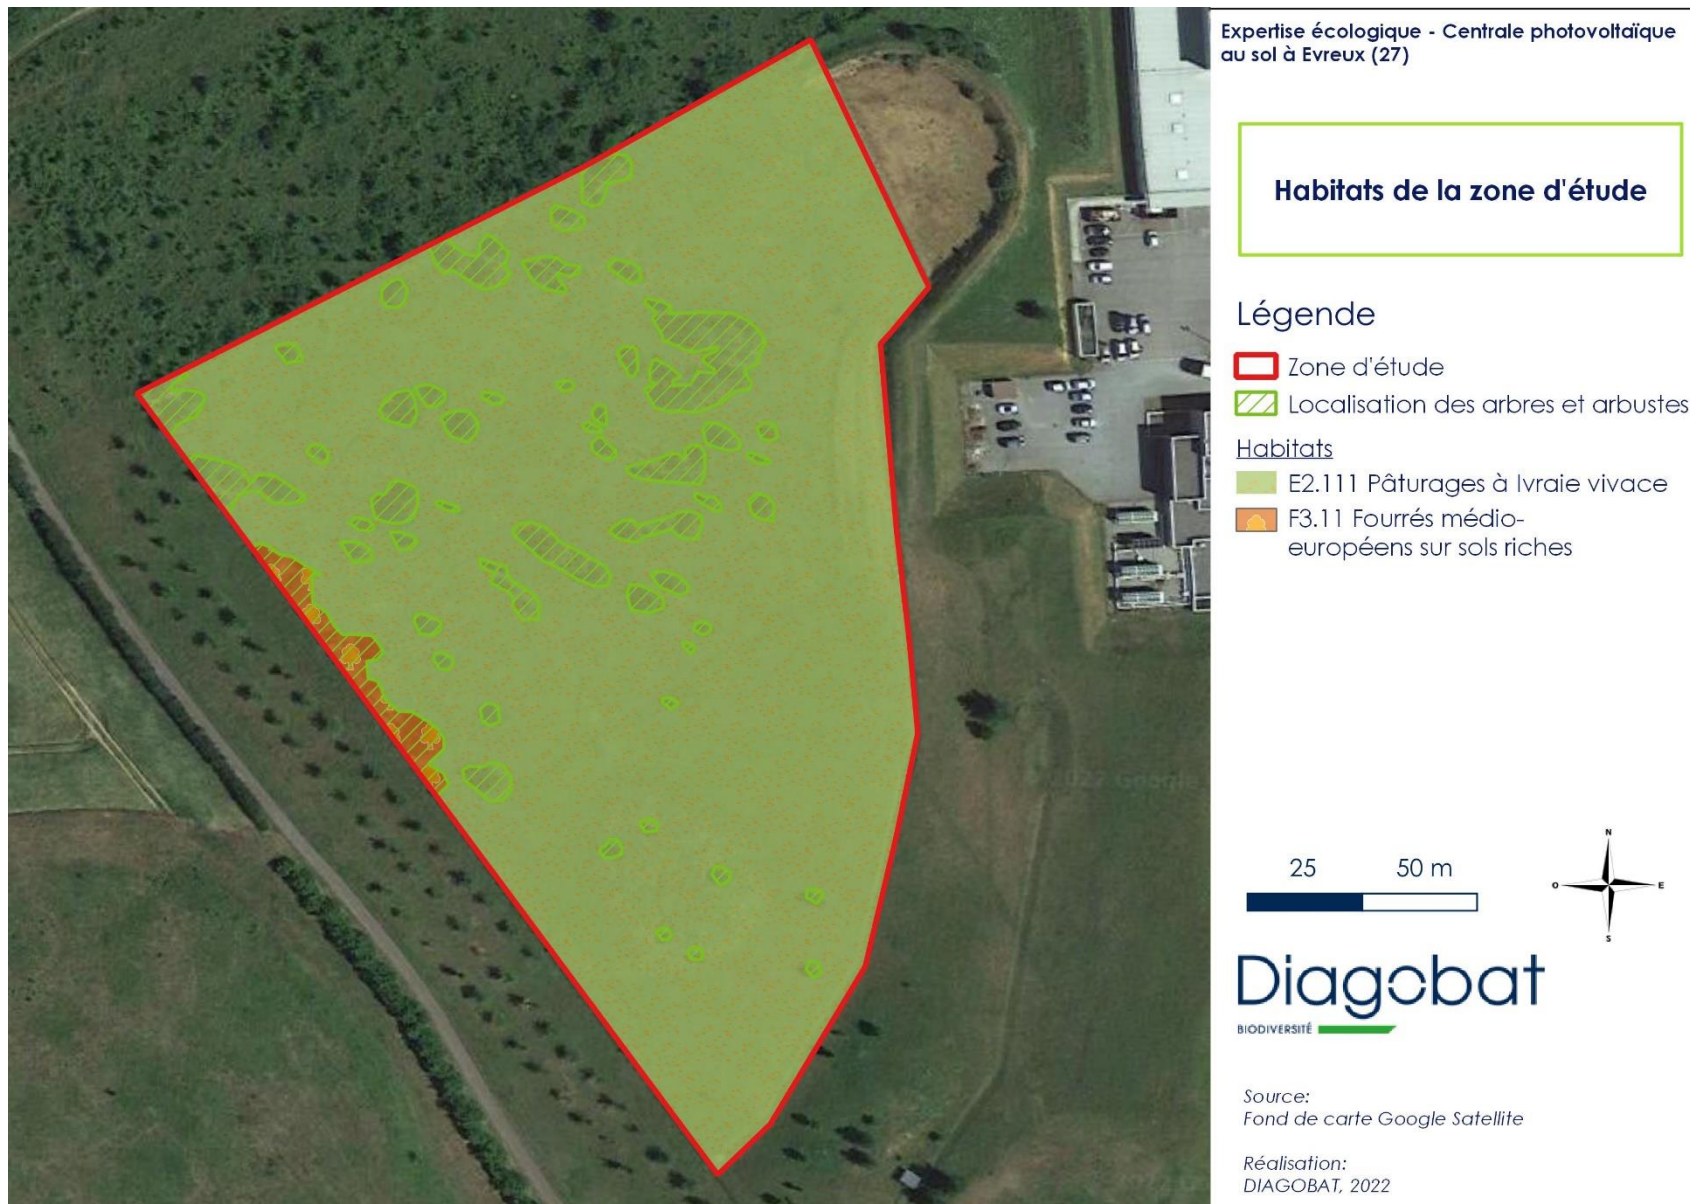 Expertise écologique - Centrale photovoltaïque
au sol à Evreux (27)
Habitats de la zone d'étude
Légende
Zone d'étude
Localisation des arbres et arbustes
Habitats
E2.111 Pâturages à Ivraie vivace
F3.11 Fourrés médio-
européens sur sols riches
25 50 m
N
O E
S
Diagobat
BIODIVERSITÉ
Source:
Fond de carte Google Satellite
Réalisation:
DIAGOBAT, 2022
2022 Google